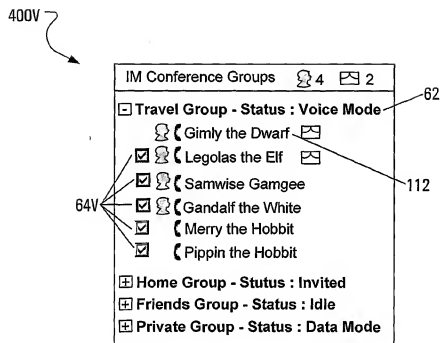 400V
IM Conference Groups 4 2
Travel Group - Status : Voice Mode 62
Gimly the Dwarf
Legolas the Elf
Samwise Gamgee 112
64V Gandalf the White
Merry the Hobbit
Pippin the Hobbit
Home Group - Stutus : Invited
Friends Group - Status : Idle
Private Group - Status : Data Mode